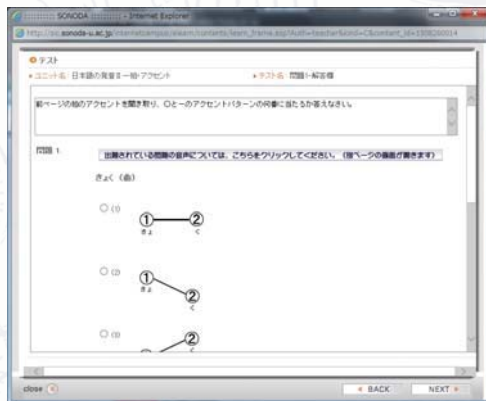 SONODA - Internet Explorer
テスト
ユニット名 日本語の発音Ⅱ－拍・アクセント
テスト名 問題1-解答欄
前ページの拍のアクセントを聞き取り、○と－のアクセントパターンの何番に当たるか答えなさい。
問題 1.
出題されている問題の音声については、こちらをクリックしてください。（別ページの画面が開きます）
きょく（曲）
(1)
① ②
きょ く
(2)
①
きょ
②
く
(3)
②
close
BACK NEXT